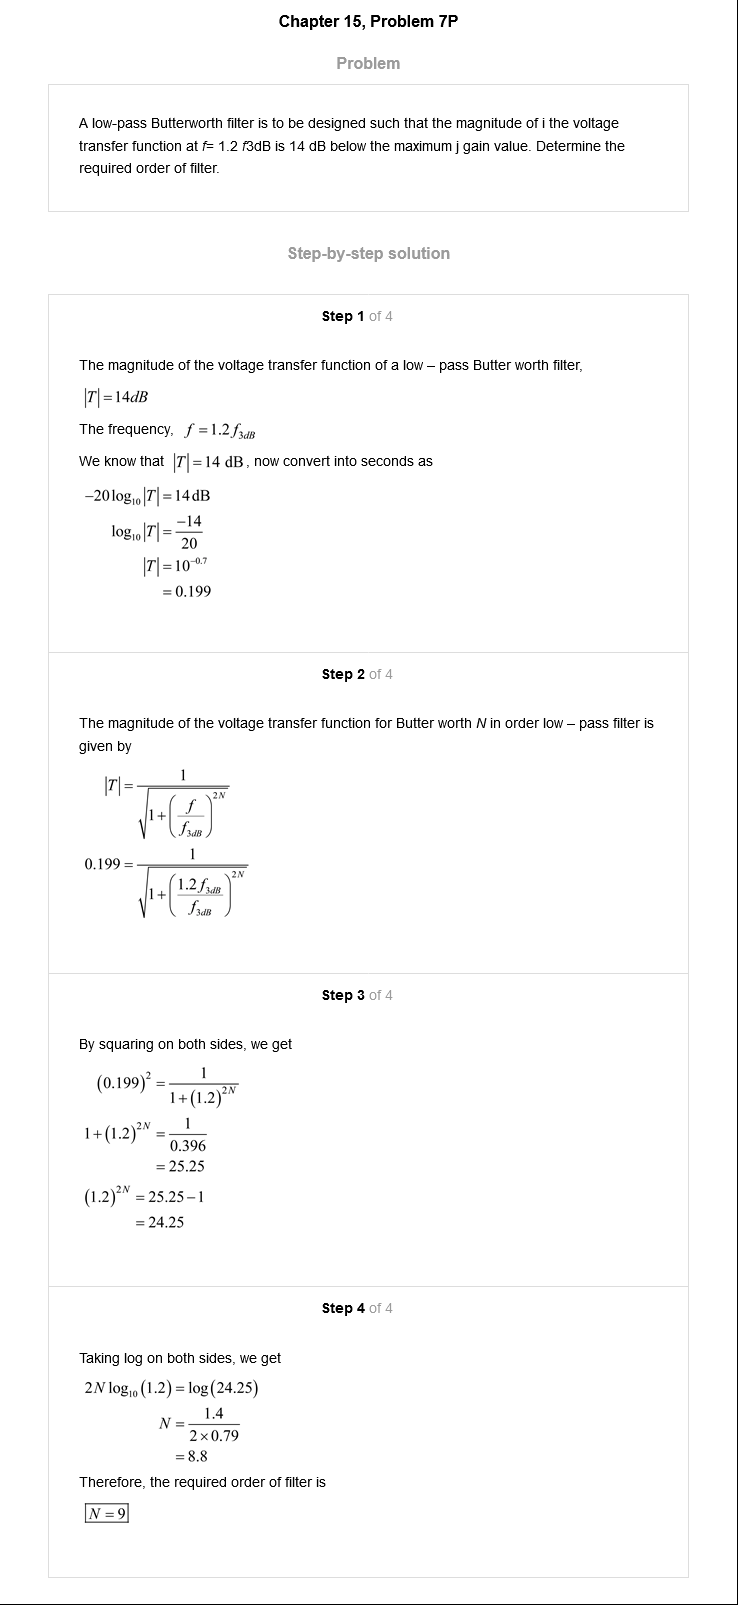 Chapter 15, Problem 7P
Problem
A low-pass Butterworth filter is to be designed such that the magnitude of i the voltage
transfer function at f= 1.2 f3dB is 14 dB below the maximum j gain value. Determine the
required order of filter.
Step-by-step solution
Step 1 of 4
The magnitude of the voltage transfer function of a low – pass Butter worth filter,
|T| = 14dB
The frequency, f = 1.2 f_{3dB}
We know that |T| = 14 dB, now convert into seconds as
−20 log₁₀ |T| = 14 dB
log₁₀ |T| = \frac{−14}{20}
|T| = 10^{−0.7}
= 0.199
Step 2 of 4
The magnitude of the voltage transfer function for Butter worth N in order low – pass filter is
given by
|T| = \frac{1}{\sqrt{1+\left(\frac{f}{f_{3dB}}\right)^{2N}}}
0.199 = \frac{1}{\sqrt{1+\left(\frac{1.2 f_{3dB}}{f_{3dB}}\right)^{2N}}}
Step 3 of 4
By squaring on both sides, we get
(0.199)^2 = \frac{1}{1+(1.2)^{2N}}
1+(1.2)^{2N} = \frac{1}{0.396}
= 25.25
(1.2)^{2N} = 25.25 − 1
= 24.25
Step 4 of 4
Taking log on both sides, we get
2N log₁₀ (1.2) = log(24.25)
N = \frac{1.4}{2×0.79}
= 8.8
Therefore, the required order of filter is
N = 9